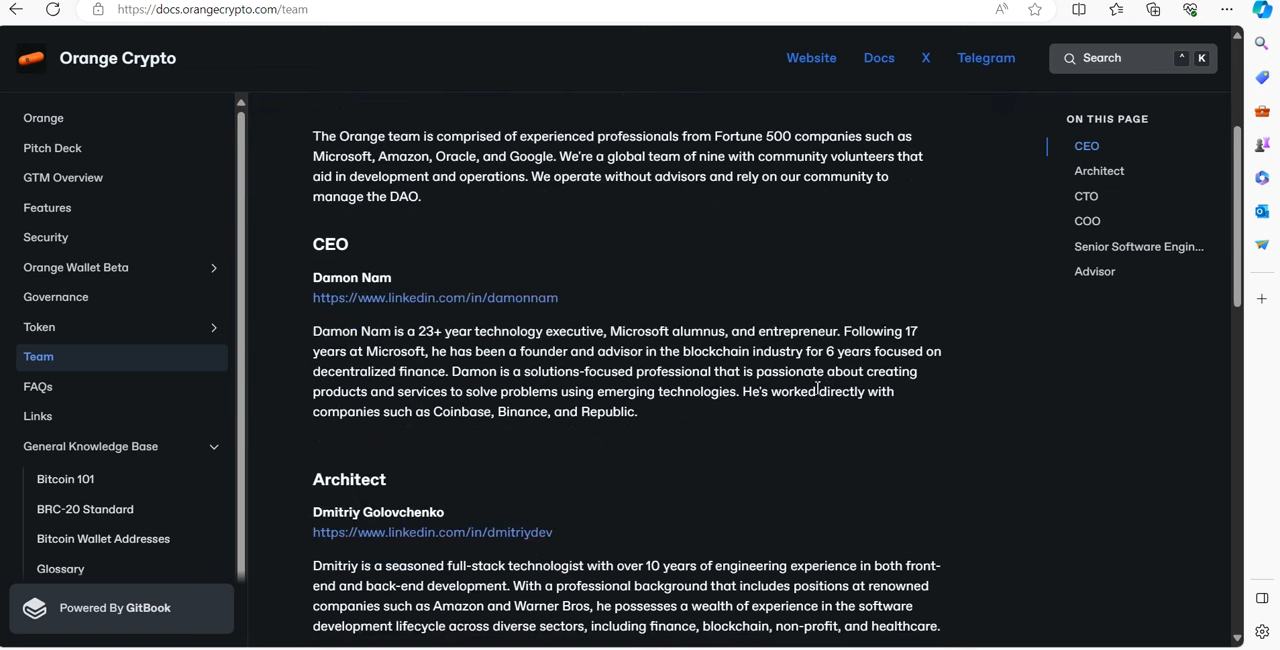 https://docs.orangecrypto.com/team
Orange Crypto
Website
Docs
X
Telegram
Search
^ K
Orange
Pitch Deck
GTM Overview
Features
Security
Orange Wallet Beta
Governance
Token
Team
FAQs
Links
General Knowledge Base
Bitcoin 101
BRC-20 Standard
Bitcoin Wallet Addresses
Glossary
Powered By GitBook
The Orange team is comprised of experienced professionals from Fortune 500 companies such as
Microsoft, Amazon, Oracle, and Google. We're a global team of nine with community volunteers that
aid in development and operations. We operate without advisors and rely on our community to
manage the DAO.
CEO
Damon Nam
https://www.linkedin.com/in/damonnam
Damon Nam is a 23+ year technology executive, Microsoft alumnus, and entrepreneur. Following 17
years at Microsoft, he has been a founder and advisor in the blockchain industry for 6 years focused on
decentralized finance. Damon is a solutions-focused professional that is passionate about creating
products and services to solve problems using emerging technologies. He's worked directly with
companies such as Coinbase, Binance, and Republic.
Architect
Dmitriy Golovchenko
https://www.linkedin.com/in/dmitriydev
Dmitriy is a seasoned full-stack technologist with over 10 years of engineering experience in both front-
end and back-end development. With a professional background that includes positions at renowned
companies such as Amazon and Warner Bros, he possesses a wealth of experience in the software
development lifecycle across diverse sectors, including finance, blockchain, non-profit, and healthcare.
ON THIS PAGE
CEO
Architect
CTO
COO
Senior Software Engin...
Advisor